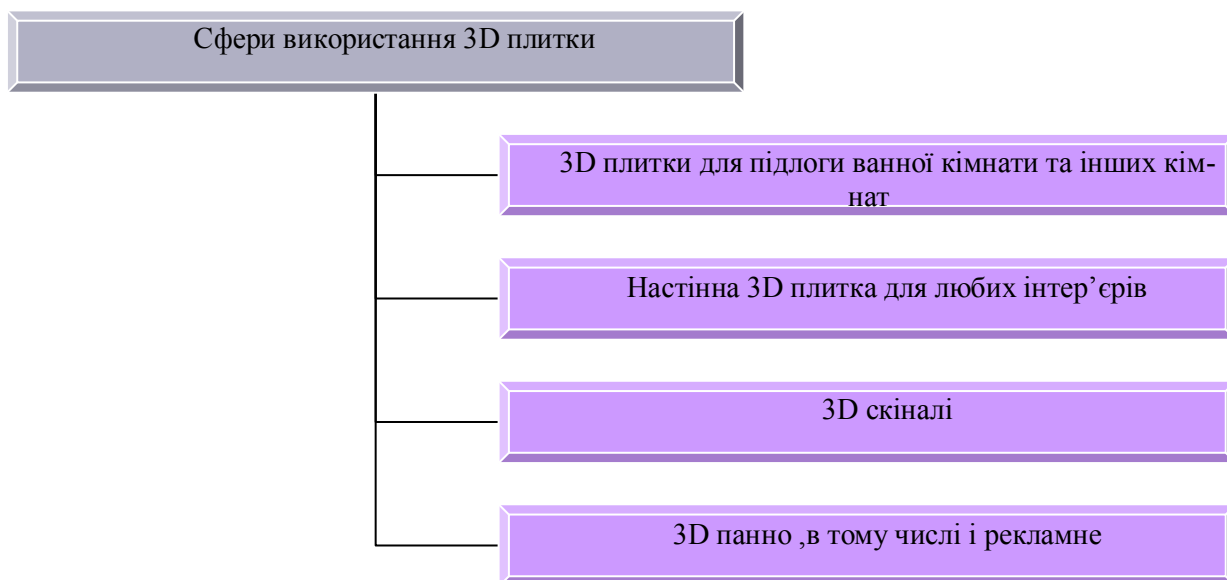 Сфери використання 3D плитки
3D плитки для підлоги ванної кімнати та інших кім-
нат
Настінна 3D плитка для любих інтер’єрів
3D скіналі
3D панно ,в тому числі і рекламне